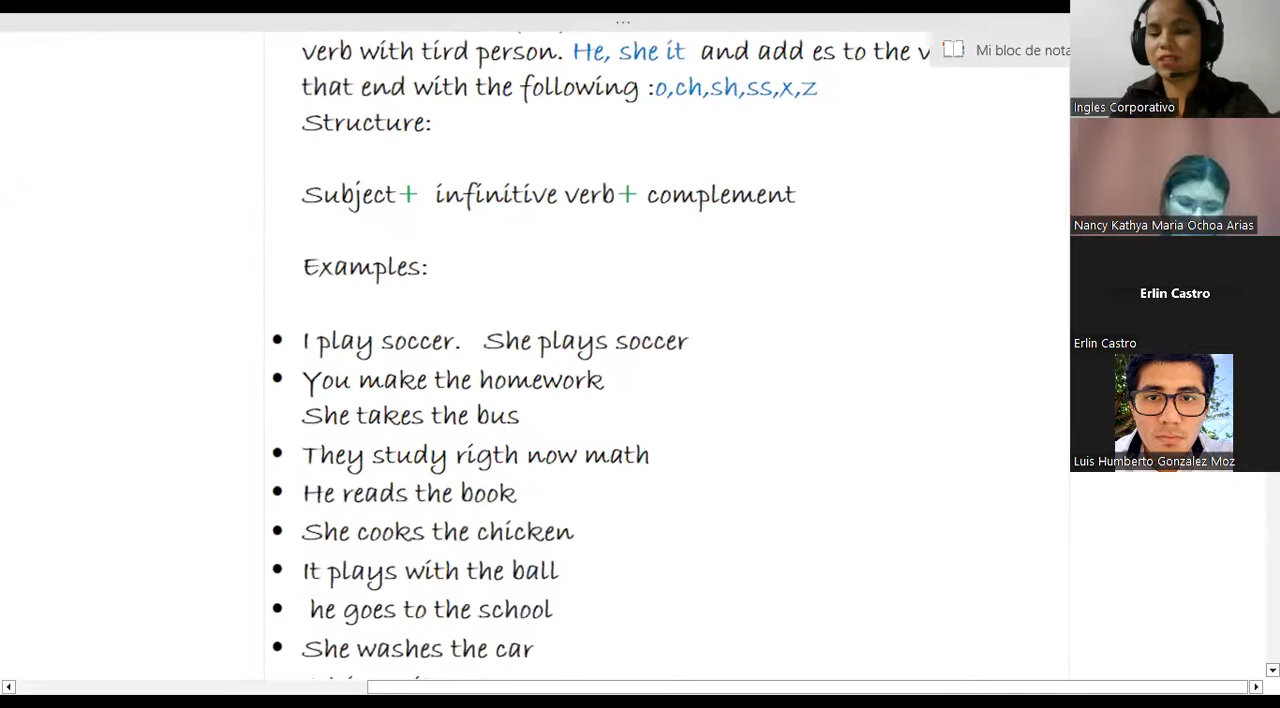 verb with tird person. He, she it and add es to the v
that end with the following :o,ch,sh,ss,x,z
Structure:
Subject+ infinitive verb+ complement
Examples:
• I play soccer. She plays soccer
• You make the homework
She takes the bus
• They study rigth now math
• He reads the book
• She cooks the chicken
• It plays with the ball
• he goes to the school
• She washes the car
Mi bloc de nota
Ingles Corporativo
Nancy Kathya Maria Ochoa Arias
Erlin Castro
Erlin Castro
Luis Humberto Gonzalez Moz